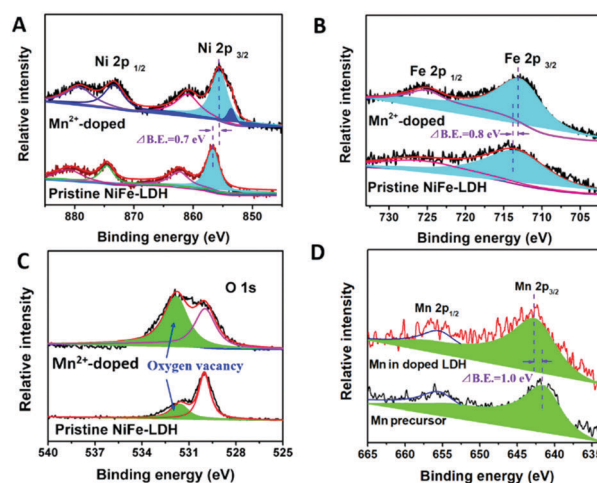 A
Relative intensity
Ni 2p 1/2
Ni 2p 3/2
Mn2+-doped
⊿B.E.=0.7 eV
Pristine NiFe-LDH
880 870 860 850
Binding energy (eV)
B
Relative intensity
Fe 2p 1/2
Fe 2p 3/2
Mn2+-doped
⊿B.E.=0.8 eV
Pristine NiFe-LDH
730 725 720 715 710 705
Binding energy (eV)
C
Relative intensity
O 1s
Mn2+-doped
Oxygen vacancy
Pristine NiFe-LDH
540 537 534 531 528 525
Binding energy (eV)
D
Relative intensity
Mn 2p1/2
Mn 2p3/2
Mn in doped LDH
⊿B.E.=1.0 eV
Mn precursor
665 660 655 650 645 640 635
Binding energy (eV)